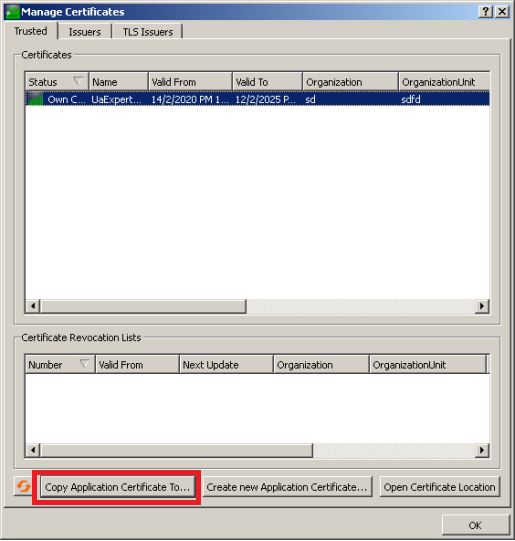 Manage Certificates
Trusted Issuers TLS Issuers
Certificates
Status Name Valid From Valid To Organization OrganizationUnit
Own C... UaExpert... 14/2/2020 PM 1... 12/2/2025 P... sd sdfd
Certificate Revocation Lists
Number Valid From Next Update Organization OrganizationUnit
Copy Application Certificate To... Create new Application Certificate... Open Certificate Location
OK